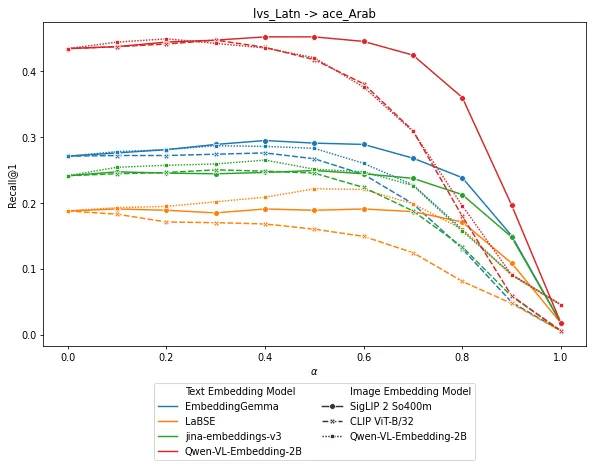 lvs_Latn -> ace_Arab
Recall@1
0.4
0.3
0.2
0.1
0.0
0.0 0.2 0.4 0.6 0.8 1.0
α
Text Embedding Model
EmbeddingGemma
LaBSE
jina-embeddings-v3
Qwen-VL-Embedding-2B
Image Embedding Model
SigLIP 2 So400m
CLIP ViT-B/32
Qwen-VL-Embedding-2B